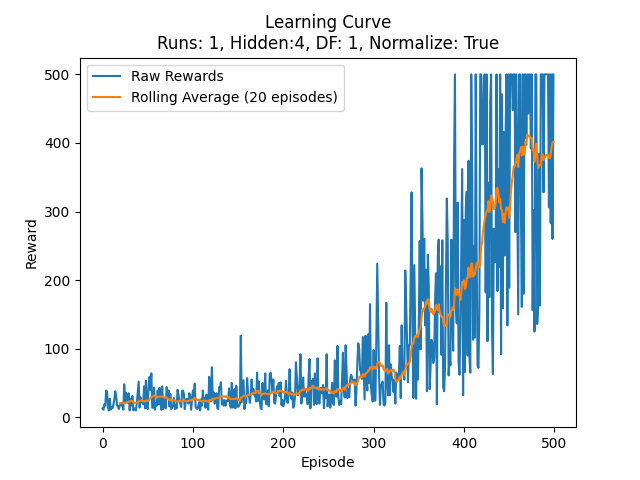 Learning Curve
Runs: 1, Hidden:4, DF: 1, Normalize: True
Raw Rewards
Rolling Average (20 episodes)
500
400
300
200
100
0
Reward
0 100 200 300 400 500
Episode